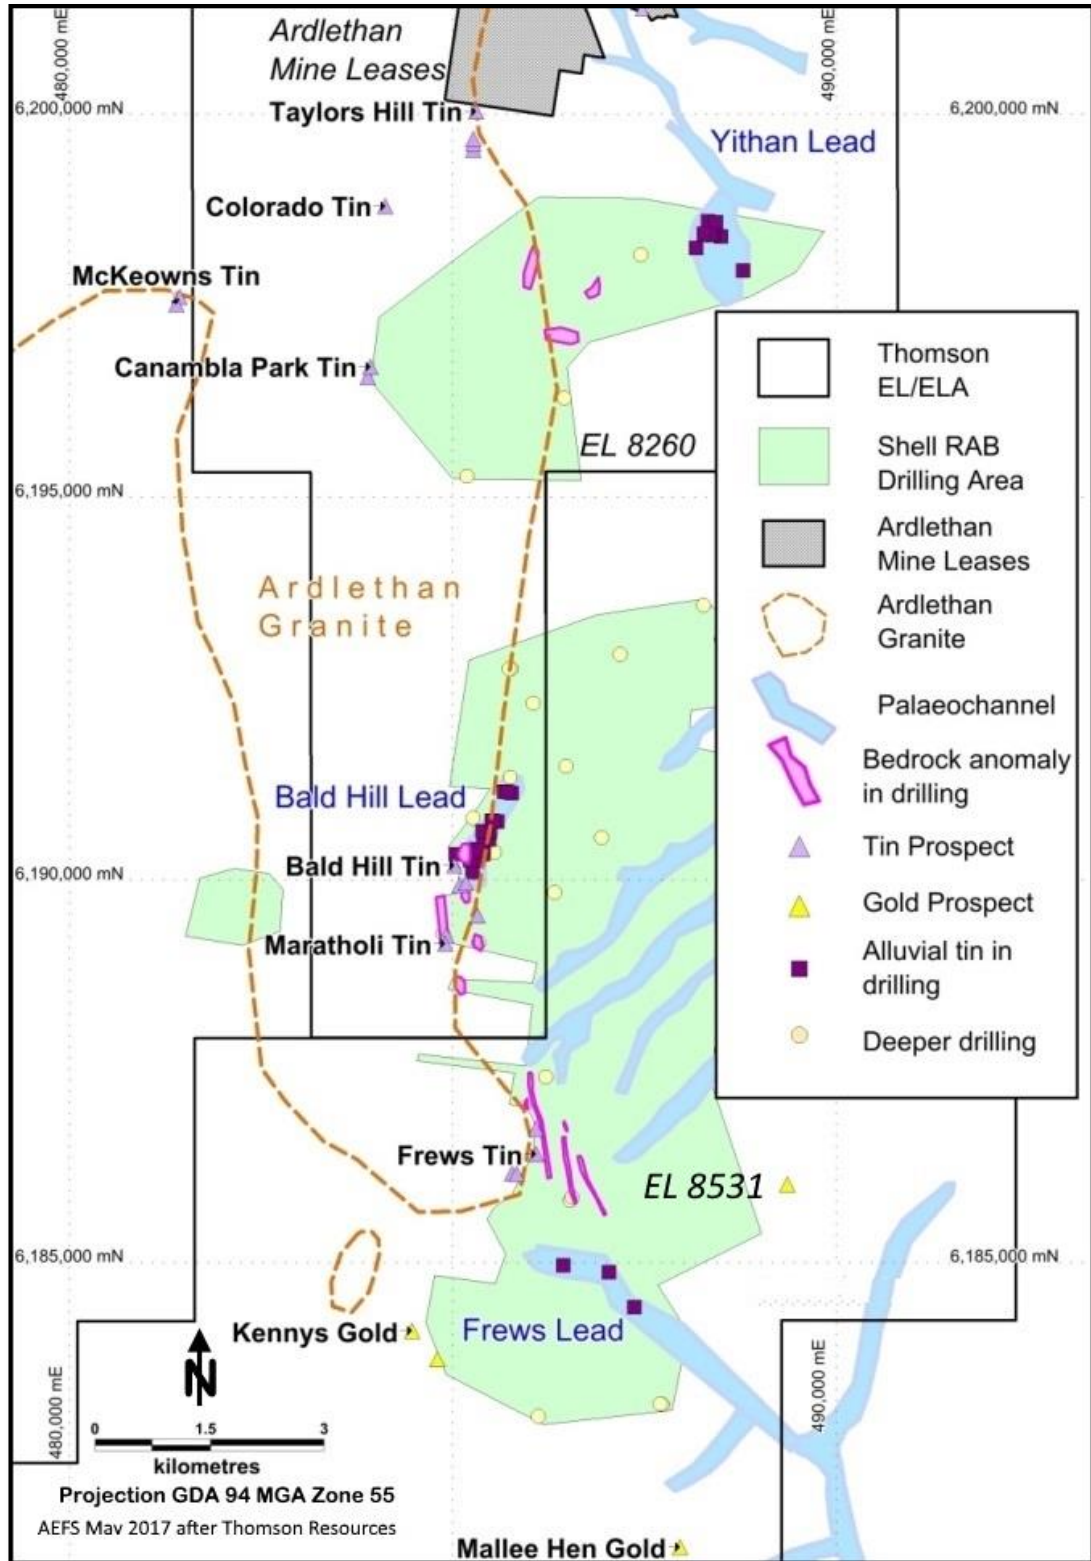 480,000 mE
Ardlethan
Mine Leases
490,000 mE
6,200,000 mN
Taylors Hill Tin
6,200,000 mN
Yithan Lead
Colorado Tin
McKeowns Tin
Canambla Park Tin
EL 8260
6,195,000 mN
Ardlethan
Granite
Bald Hill Lead
Bald Hill Tin
6,190,000 mN
Maratholi Tin
Frews Tin
EL 8531
6,185,000 mN
6,185,000 mN
Kennys Gold
Frews Lead
480,000 mE
490,000 mE
N
0 1.5 3
kilometres
Projection GDA 94 MGA Zone 55
AEFS May 2017 after Thomson Resources
Mallee Hen Gold
Thomson
EL/ELA
Shell RAB
Drilling Area
Ardlethan
Mine Leases
Ardlethan
Granite
Palaeochannel
Bedrock anomaly
in drilling
Tin Prospect
Gold Prospect
Alluvial tin in
drilling
Deeper drilling